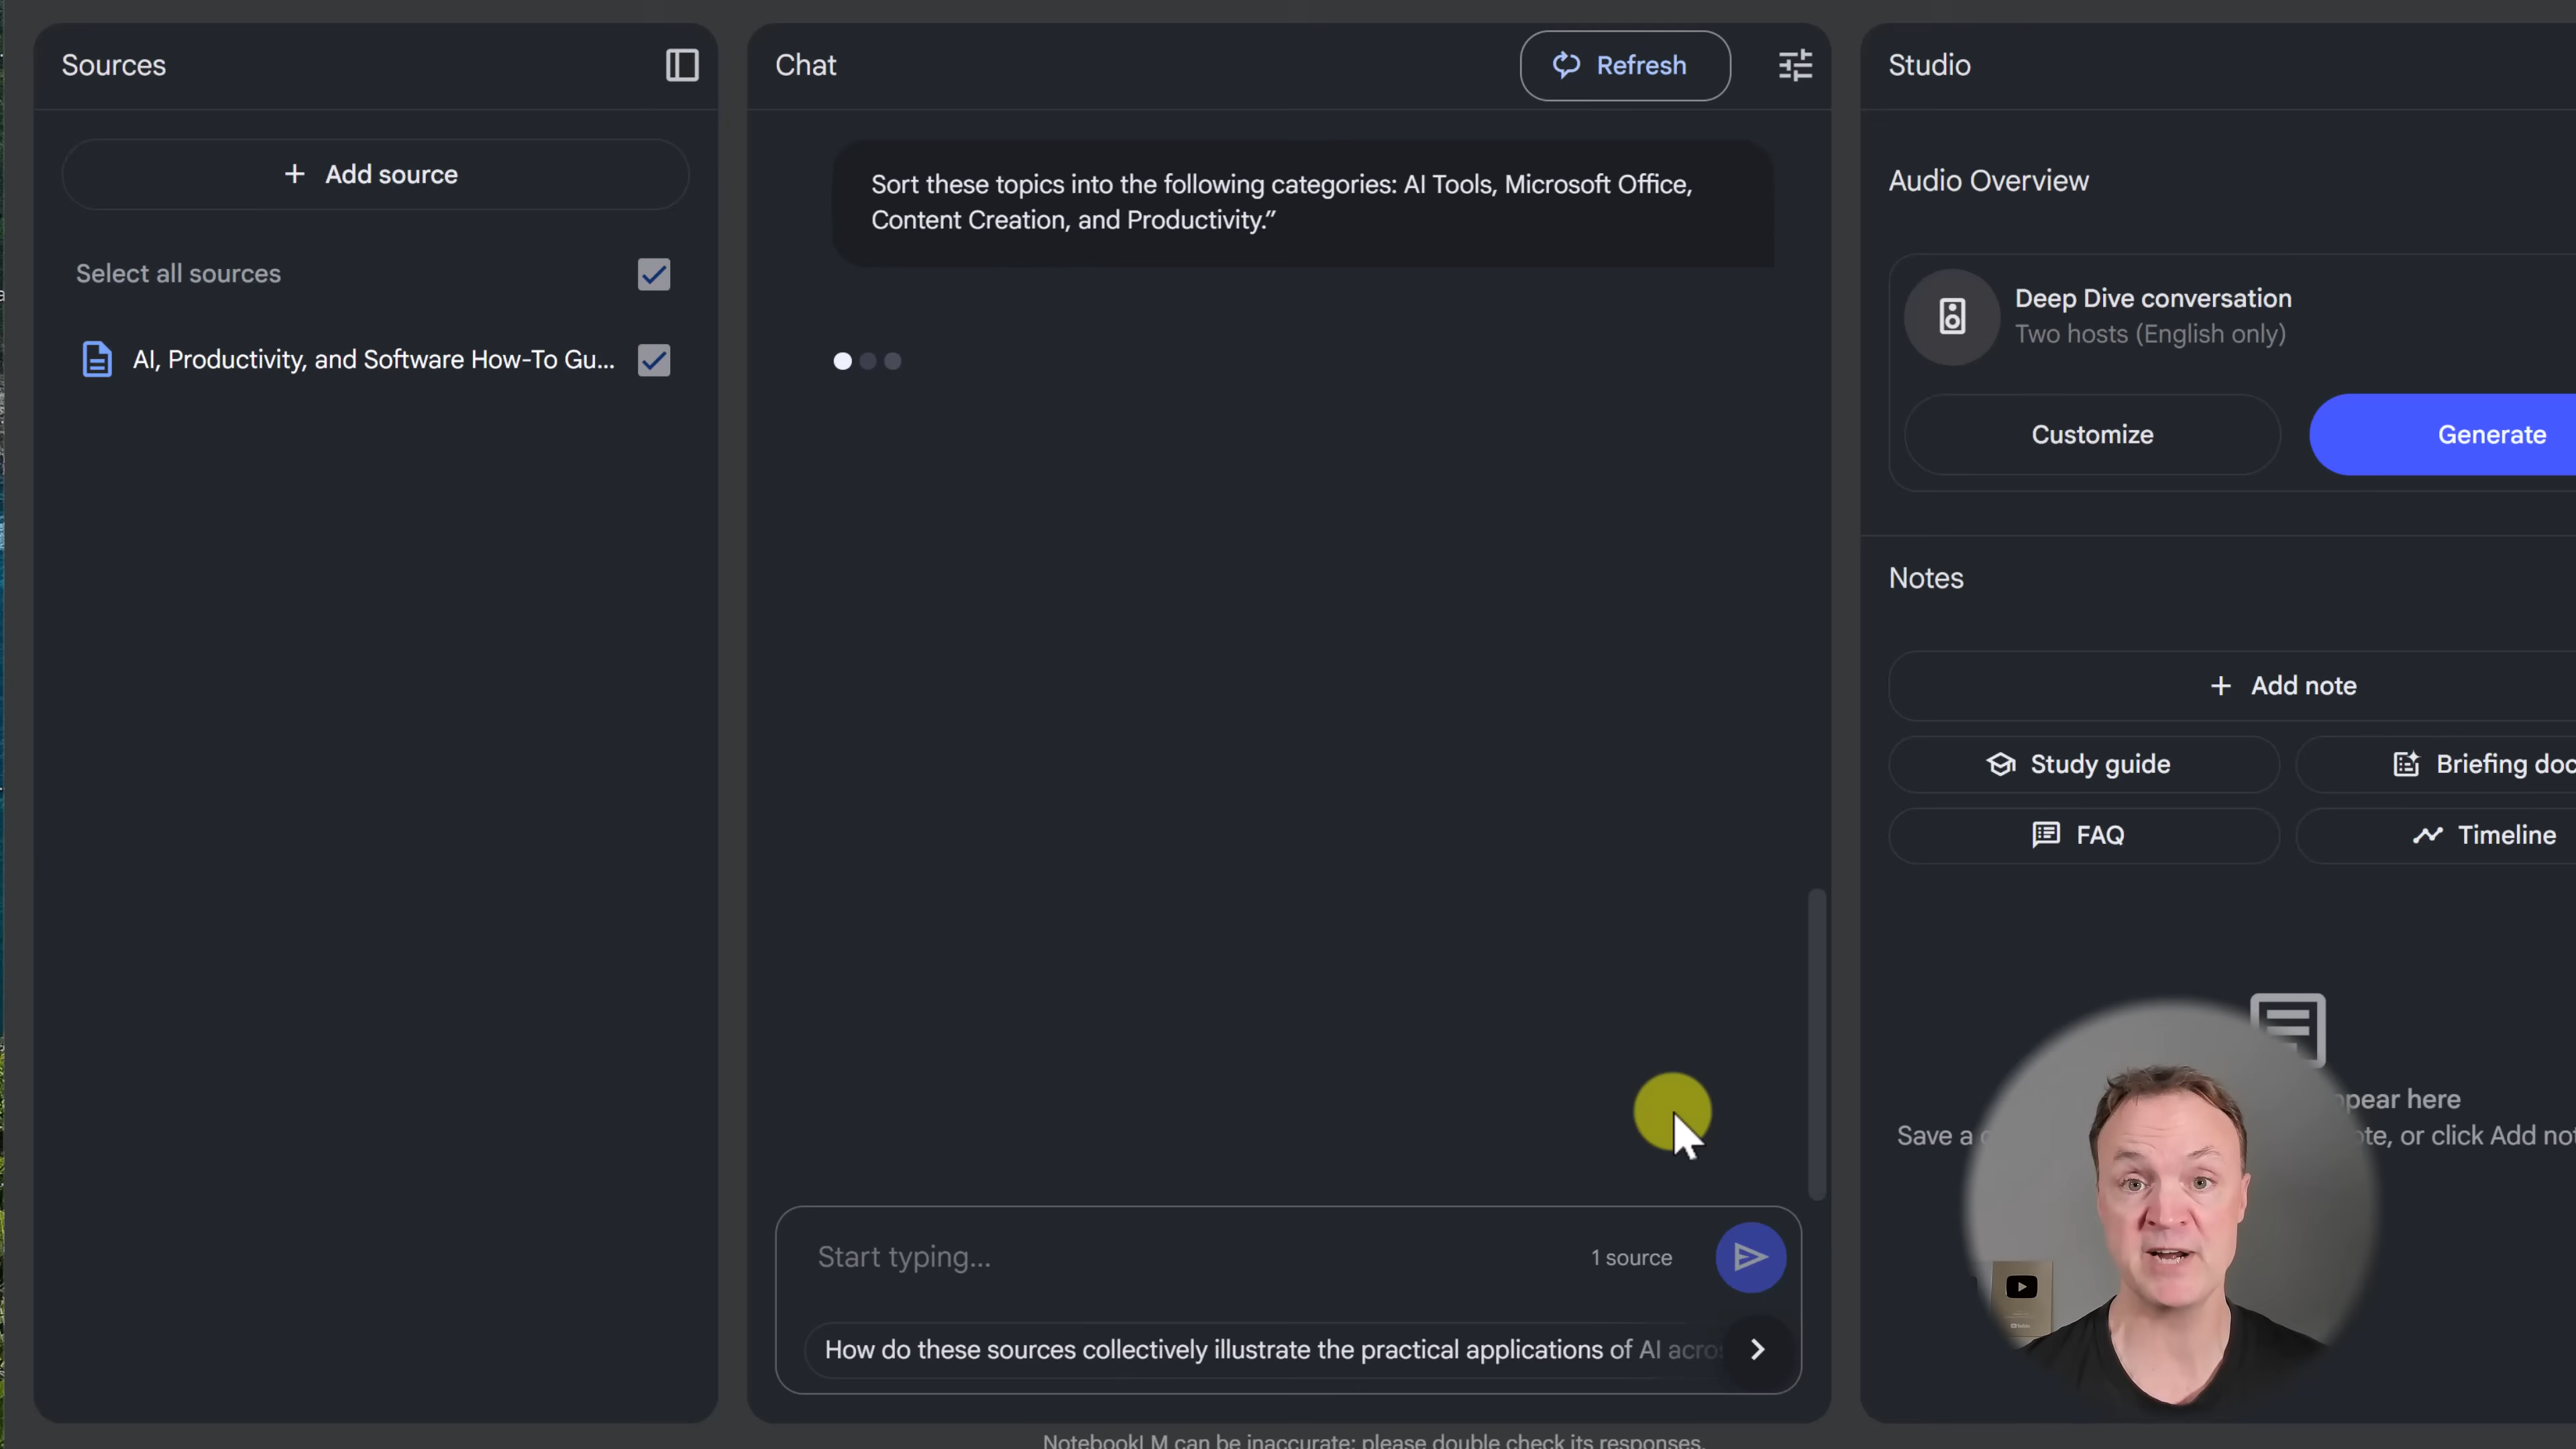 Sources
Add source
Select all sources
AI, Productivity, and Software How-To Gu...
Chat
Refresh
Sort these topics into the following categories: AI Tools, Microsoft Office,
Content Creation, and Productivity.”
Start typing...
1 source
How do these sources collectively illustrate the practical applications of AI acro
NotebookLM can be inaccurate; please double check its responses.
Studio
Audio Overview
Deep Dive conversation
Two hosts (English only)
Customize
Generate
Notes
Add note
Study guide
Briefing doc
FAQ
Timeline
ppear here
Save a
ote, or click Add not